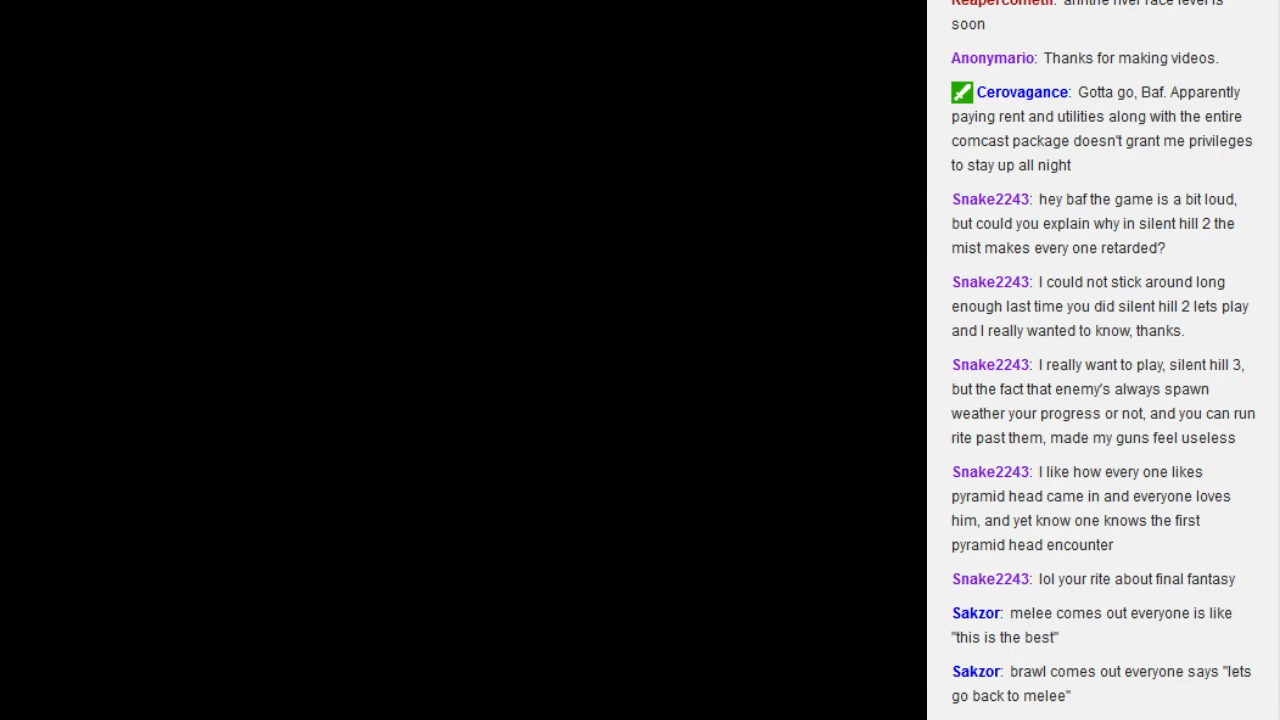 soon
Anonymario: Thanks for making videos.
Cerovagance: Gotta go, Baf. Apparently
paying rent and utilities along with the entire
comcast package doesn't grant me privileges
to stay up all night
Snake2243: hey baf the game is a bit loud,
but could you explain why in silent hill 2 the
mist makes every one retarded?
Snake2243: I could not stick around long
enough last time you did silent hill 2 lets play
and I really wanted to know, thanks.
Snake2243: I really want to play, silent hill 3,
but the fact that enemy's always spawn
weather your progress or not, and you can run
rite past them, made my guns feel useless
Snake2243: I like how every one likes
pyramid head came in and everyone loves
him, and yet know one knows the first
pyramid head encounter
Snake2243: lol your rite about final fantasy
Sakzor: melee comes out everyone is like
"this is the best"
Sakzor: brawl comes out everyone says "lets
go back to melee"